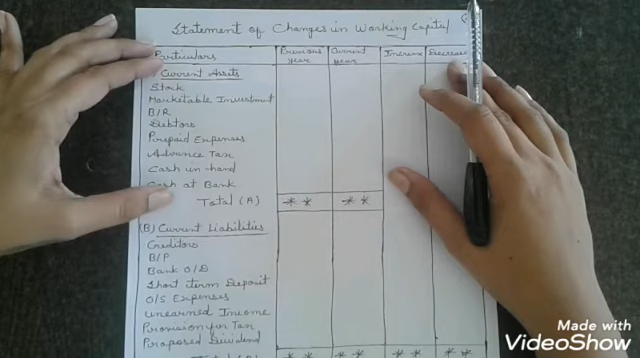 Statement of Changes in Working Capital
Particulars Previous year Current year Increase Decrease
Current Assets
Stock
Marketable Investment
B/R
Debtors
Prepaid Expenses
Advance Tax
Cash in-hand
Cash at Bank
Total (A) ** **
(B) Current Liabilities
Creditors
B/P
Bank O/D
Short term Deposit
O/S Expenses
unearned Income
Provision for Tax
Proposed Dividend
** ** ** **
Made with
VideoShow